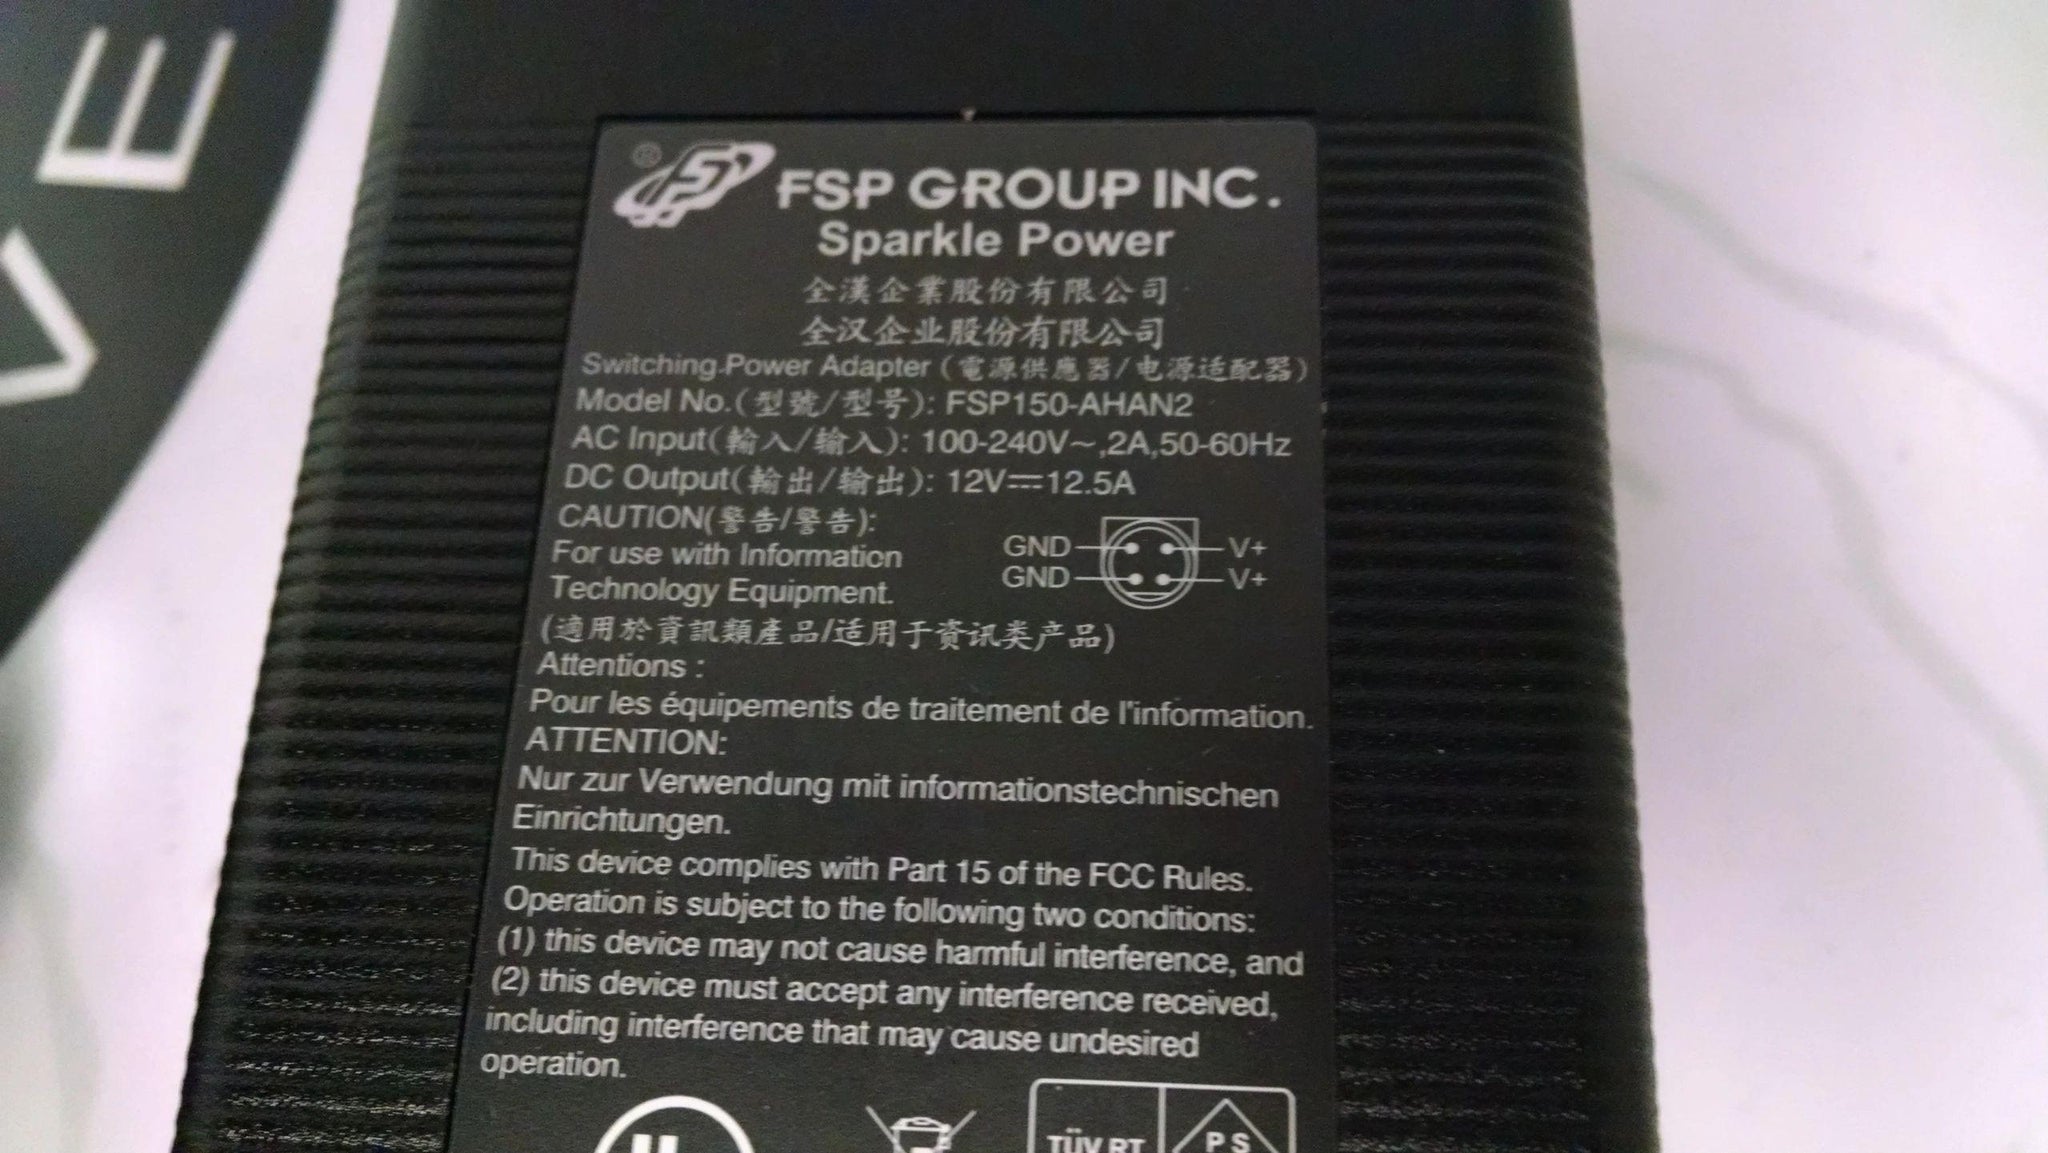 VE
® FSP GROUP INC.
Sparkle Power
全漢企業股份有限公司
全汉企业股份有限公司
Switching Power Adapter (電源供應器/电源适配器)
Model No.(型號/型号): FSP150-AHAN2
AC Input(輸入/输入): 100-240V～,2A,50-60Hz
DC Output(輸出/输出): 12V⎓12.5A
CAUTION(警告/警告):
For use with Information
Technology Equipment.
GND V+
GND V+
(適用於資訊類產品/适用于资讯类产品)
Attentions :
Pour les équipements de traitement de l'information.
ATTENTION:
Nur zur Verwendung mit informationstechnischen
Einrichtungen.
This device complies with Part 15 of the FCC Rules.
Operation is subject to the following two conditions:
(1) this device may not cause harmful interference, and
(2) this device must accept any interference received,
including interference that may cause undesired
operation.
TÜV RT
PS